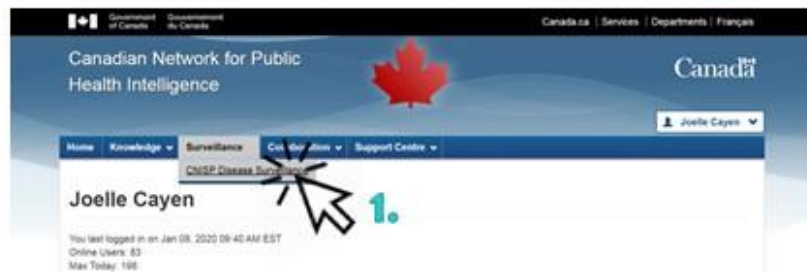 Government of Canada
Gouvernement du Canada
Canada.ca | Services | Departments | Français
Canadian Network for Public
Health Intelligence
Canada
Joelle Cayen
Home Knowledge Surveillance Collaboration Support Centre
CNISP Disease Surveillance
1.
Joelle Cayen
You last logged in on Jan 08, 2020 09:40 AM EST
Online Users: 83
Max Today: 198